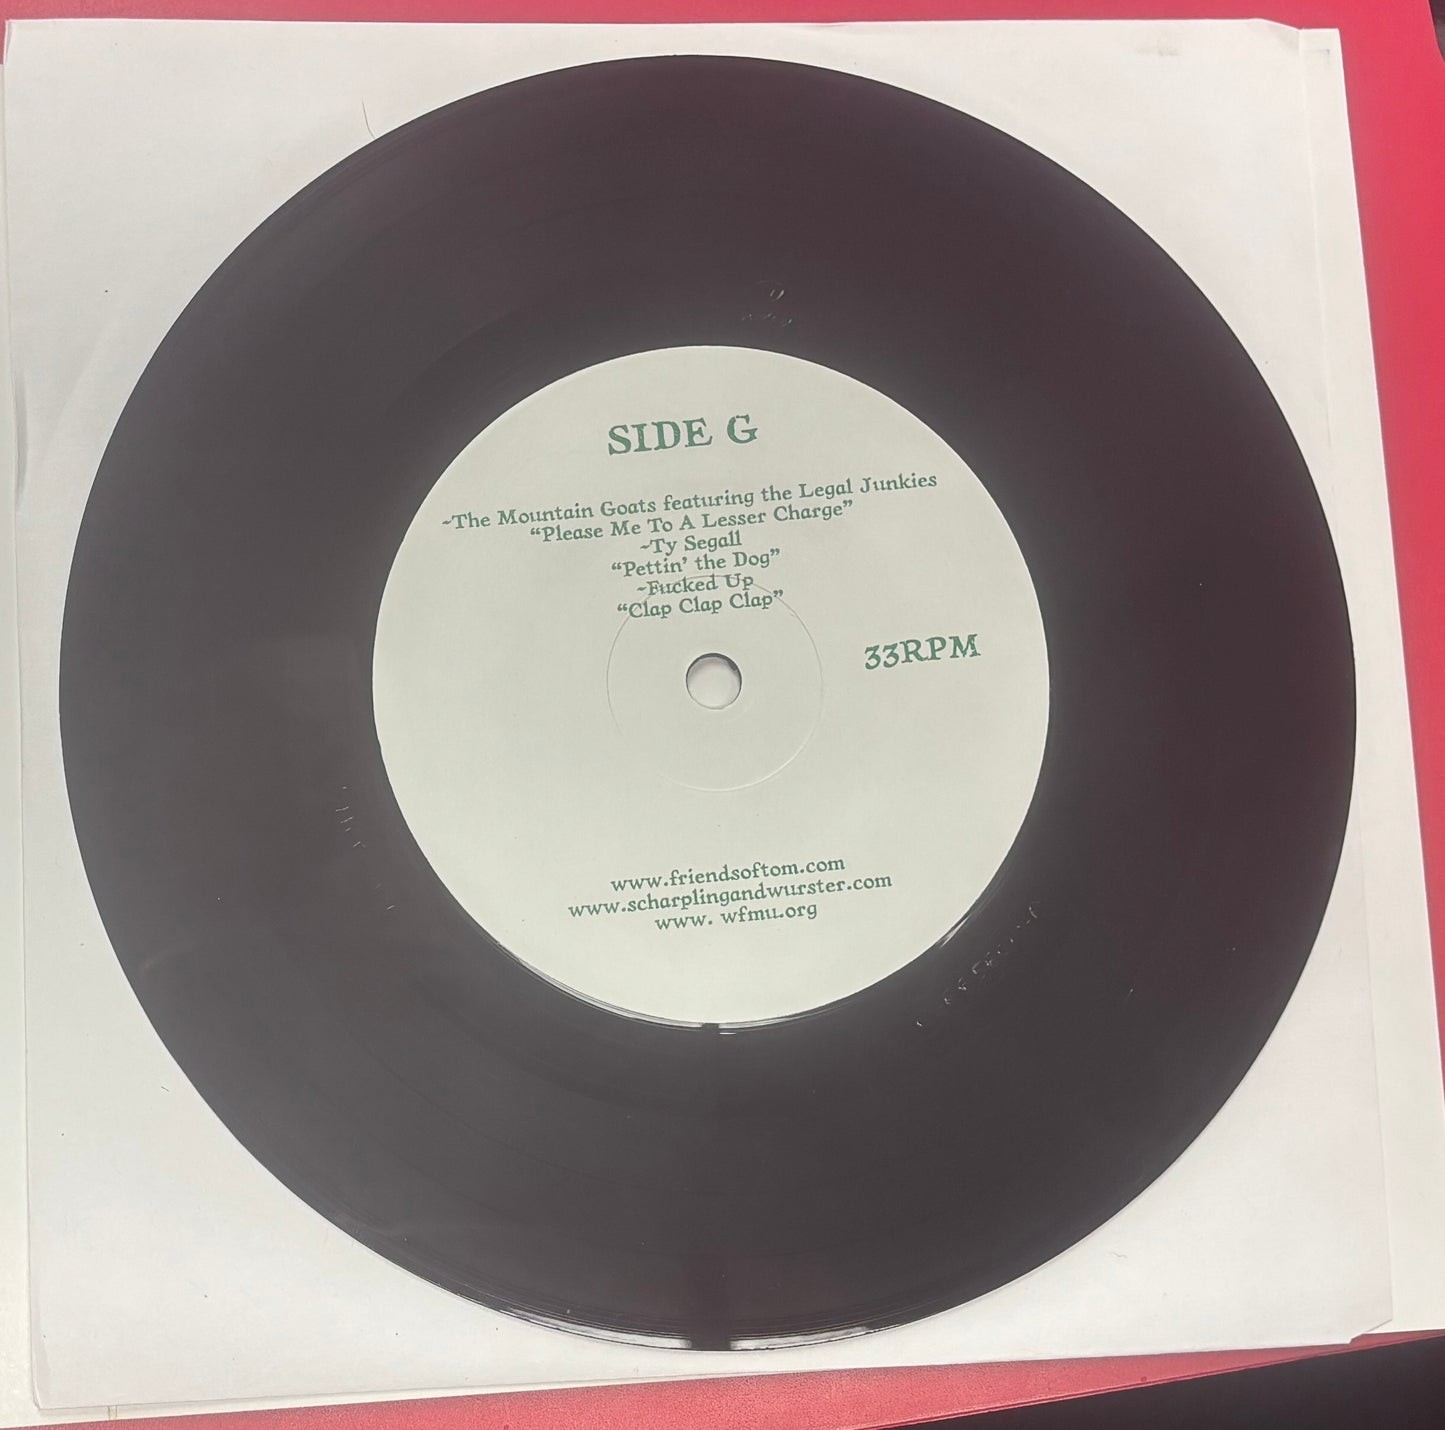 SIDE G
~The Mountain Goats featuring the Legal Junkies
“Please Me To A Lesser Charge”
~Ty Segall
“Pettin’ the Dog”
~Fucked Up
“Clap Clap Clap”
33RPM
www.friendsoftom.com
www.scharplingandwurster.com
www. wfmu.org